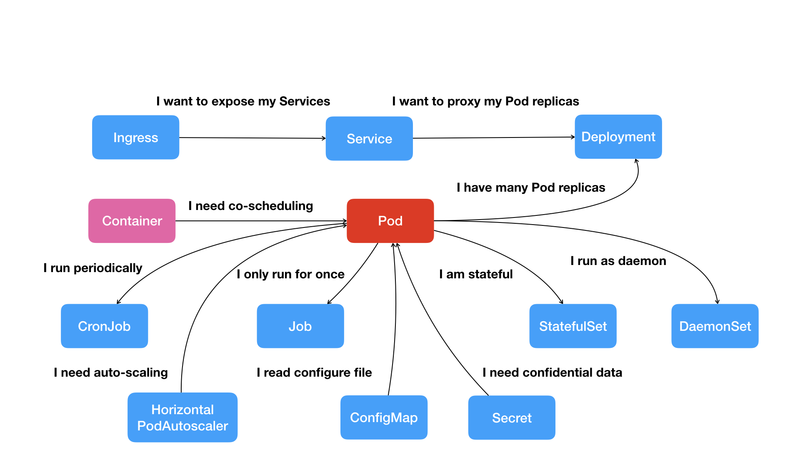 I want to expose my Services
I want to proxy my Pod replicas
Ingress
Service
Deployment
I have many Pod replicas
I need co-scheduling
Container
Pod
I run periodically
I only run for once
I am stateful
I run as daemon
CronJob
Job
StatefulSet
DaemonSet
I need auto-scaling
I read configure file
I need confidential data
Horizontal
PodAutoscaler
ConfigMap
Secret